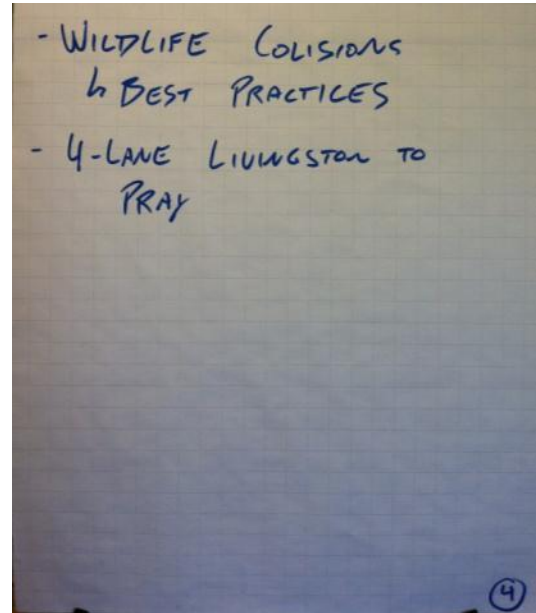 - WILDLIFE COLISIONS
↳ BEST PRACTICES
- 4-LANE LIVINGSTON TO
PRAY
4